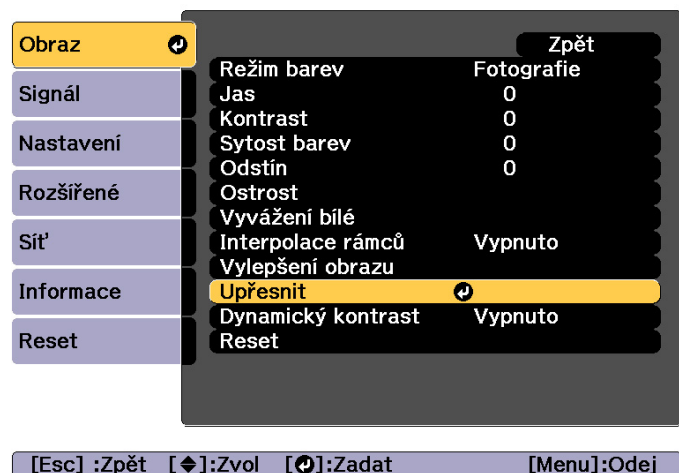 Obraz
Signál
Nastavení
Rozšířené
Síť
Informace
Reset
Zpět
Režim barev Fotografie
Jas 0
Kontrast 0
Sytost barev 0
Odstín 0
Ostrost
Vyvážení bílé
Interpolace rámců Vypnuto
Vylepšení obrazu
Upřesnit
Dynamický kontrast Vypnuto
Reset
[Esc] :Zpět [◆]:Zvol [↵]:Zadat [Menu]:Odej